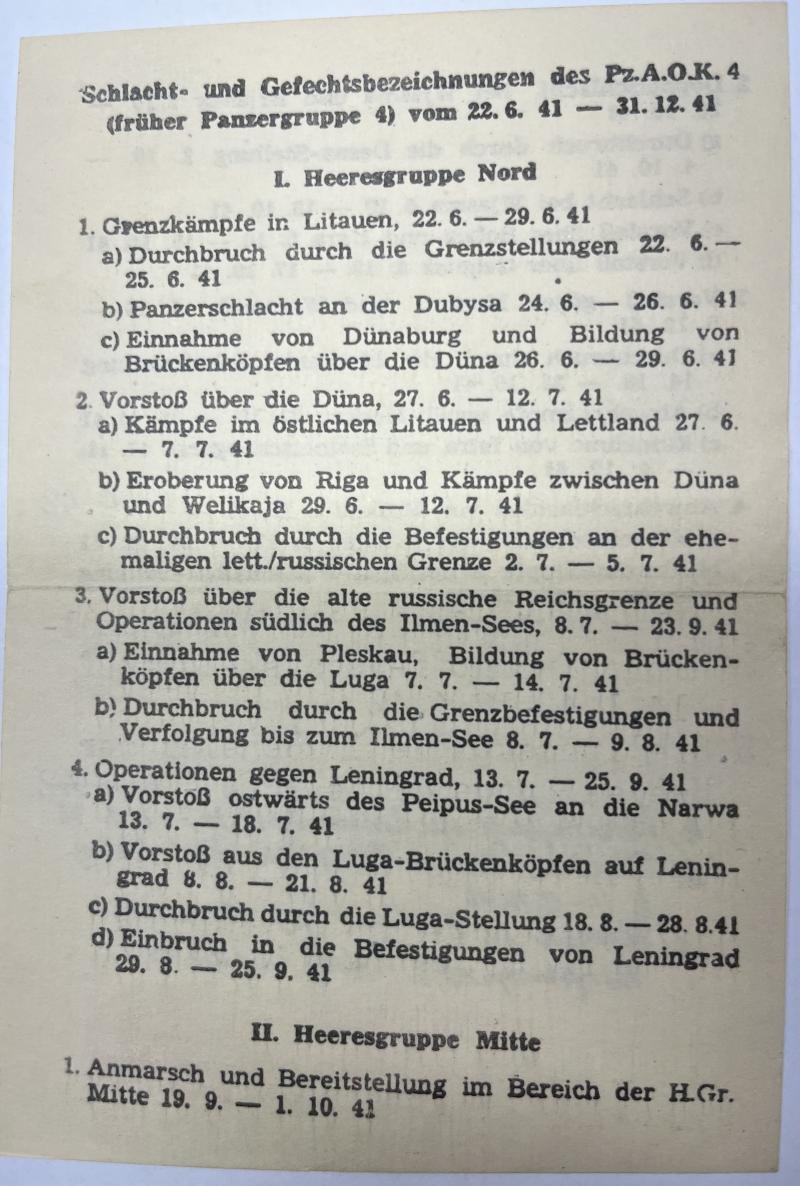 Schlacht- und Gefechtsbezeichnungen des Pz.A.O.K. 4
(früher Panzergruppe 4) vom 22. 6. 41 — 31. 12. 41
I. Heeresgruppe Nord
1. Grenzkämpfe in Litauen, 22. 6. — 29. 6. 41
a) Durchbruch durch die Grenzstellungen 22. 6. —
25. 6. 41
b) Panzerschlacht an der Dubysa 24. 6. — 26. 6. 41
c) Einnahme von Dünaburg und Bildung von
Brückenköpfen über die Düna 26. 6. — 29. 6. 41
2. Vorstoß über die Düna, 27. 6. — 12. 7. 41
a) Kämpfe im östlichen Litauen und Lettland 27. 6.
— 7. 7. 41
b) Eroberung von Riga und Kämpfe zwischen Düna
und Welikaja 29. 6. — 12. 7. 41
c) Durchbruch durch die Befestigungen an der ehe-
maligen lett./russischen Grenze 2. 7. — 5. 7. 41
3. Vorstoß über die alte russische Reichsgrenze und
Operationen südlich des Ilmen-Sees, 8. 7. — 23. 9. 41
a) Einnahme von Pleskau, Bildung von Brücken-
köpfen über die Luga 7. 7. — 14. 7. 41
b) Durchbruch durch die Grenzbefestigungen und
Verfolgung bis zum Ilmen-See 8. 7. — 9. 8. 41
4. Operationen gegen Leningrad, 13. 7. — 25. 9. 41
a) Vorstoß ostwärts des Peipus-See an die Narwa
13. 7. — 18. 7. 41
b) Vorstoß aus den Luga-Brückenköpfen auf Lenin-
grad 8. 8. — 21. 8. 41
c) Durchbruch durch die Luga-Stellung 18. 8. — 28. 8. 41
d) Einbruch in die Befestigungen von Leningrad
29. 8. — 25. 9. 41
II. Heeresgruppe Mitte
1. Anmarsch und Bereitstellung im Bereich der H.Gr.
Mitte 19. 9. — 1. 10. 41